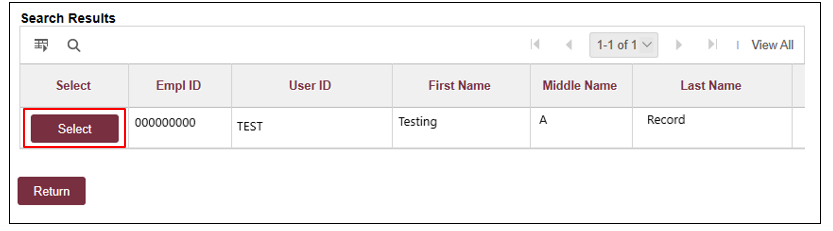 Search Results
1-1 of 1
View All
Select Empl ID User ID First Name Middle Name Last Name
Select 000000000 TEST Testing A Record
Return